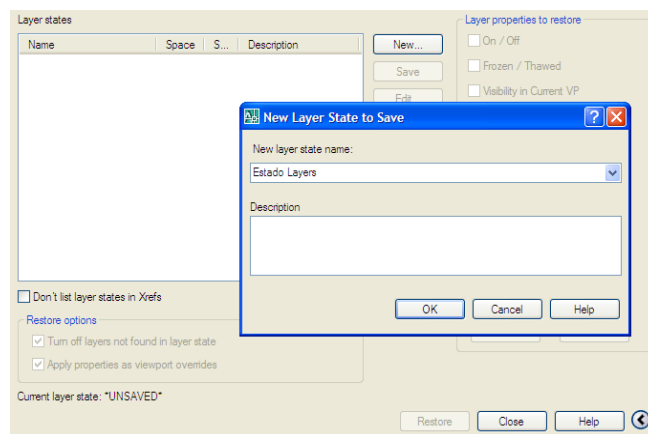 Layer states
Name Space S... Description
New...
Save
Edit
Layer properties to restore
On / Off
Frozen / Thawed
Visibility in Current VP
New Layer State to Save
New layer state name:
Estado Layers
Description
OK Cancel Help
Don't list layer states in Xrefs
Restore options
Turn off layers not found in layer state
Apply properties as viewport overrides
Current layer state: "UNSAVED"
Restore Close Help